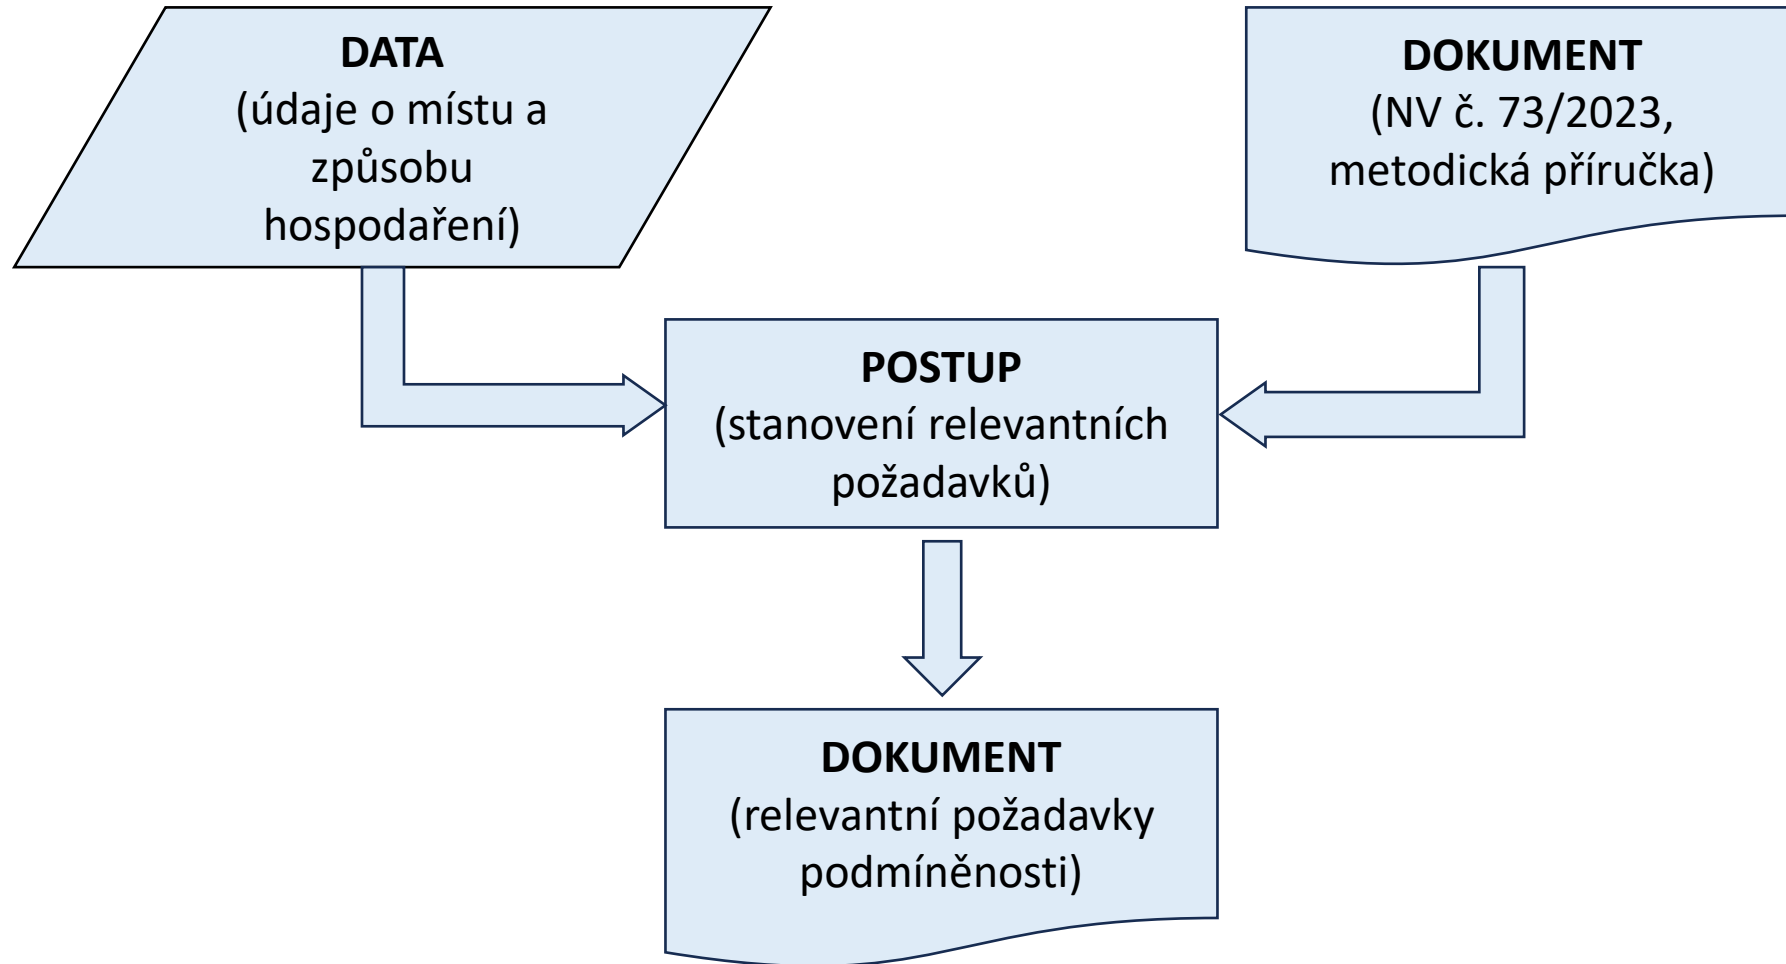 DATA
(údaje o místu a
způsobu
hospodaření)
DOKUMENT
(NV č. 73/2023,
metodická příručka)
POSTUP
(stanovení relevantních
požadavků)
DOKUMENT
(relevantní požadavky
podmíněnosti)